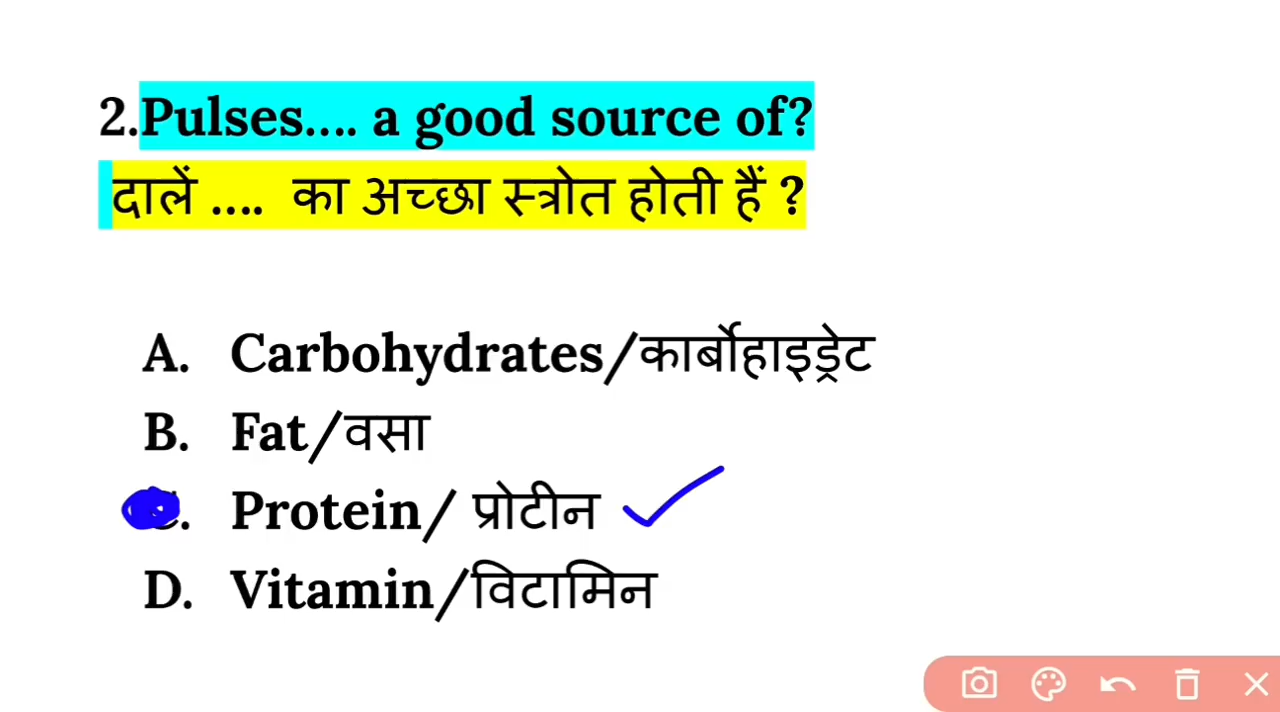 2.Pulses.... a good source of?
दालें .... का अच्छा स्त्रोत होती हैं ?
A. Carbohydrates/कार्बोहाइड्रेट
B. Fat/वसा
C. Protein/ प्रोटीन
D. Vitamin/विटामिन